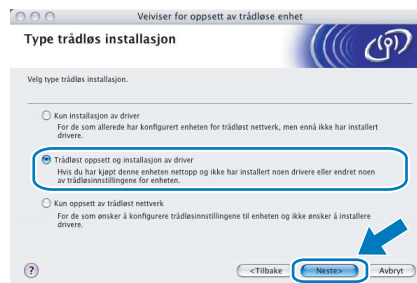 Veiviser for oppsett av trådløse enhet
Type trådløs installasjon
Velg type trådløs installasjon.
Kun installasjon av driver
For de som allerede har konfigurert enheten for trådløst nettverk, men ennå ikke har installert
drivere.
Trådløst oppsett og installasjon av driver
Hvis du har kjøpt denne enheten nettopp og ikke har installert noen drivere eller endret noen
av trådløsinnstillingene for enheten.
Kun oppsett av trådløst nettverk
For de som ønsker å konfigurere trådløsinnstillingene til enheten og ikke ønsker å installere
drivere.
? <Tilbake Neste> Avbryt